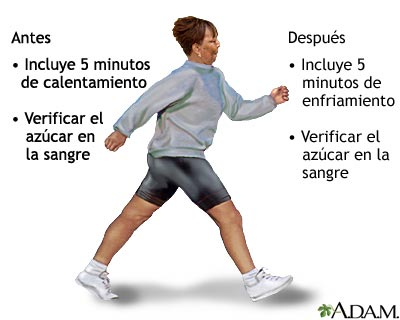 Antes
• Incluye 5 minutos
de calentamiento
• Verificar el
azúcar en
la sangre
Después
• Incluye 5
minutos de
enfriamiento
• Verificar el
azúcar en la
sangre
A.D.A.M.